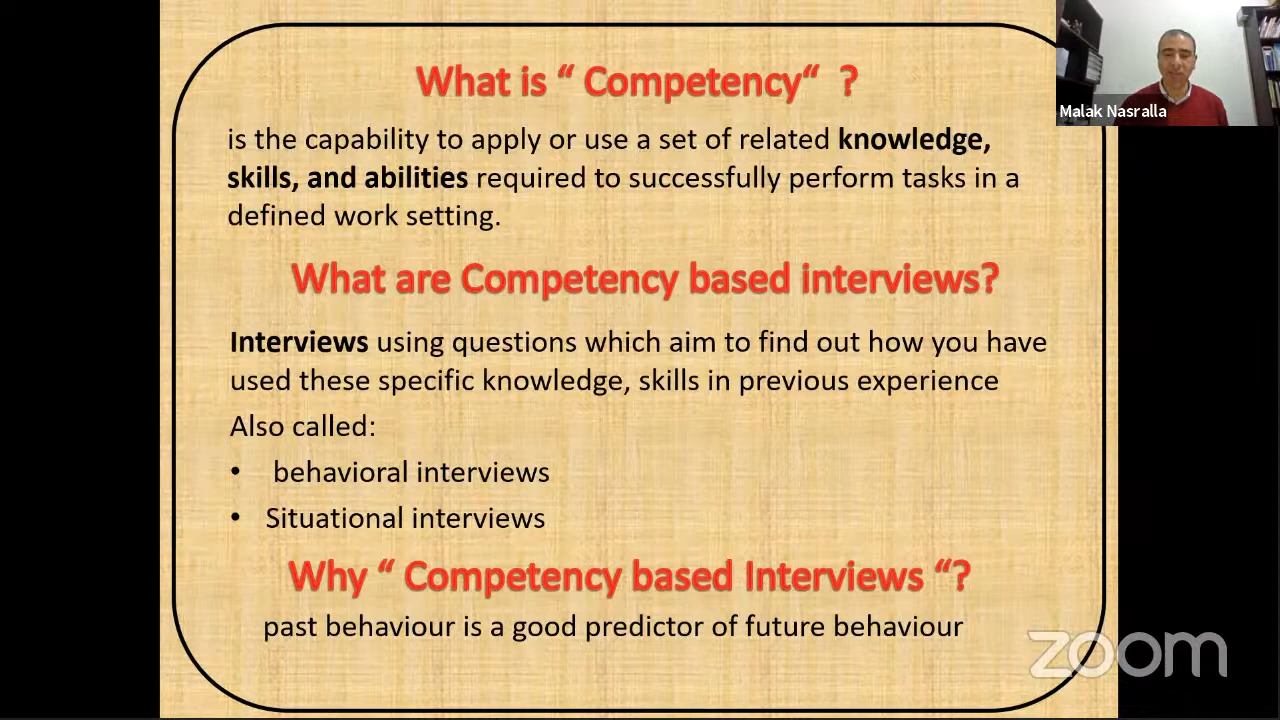 What is “ Competency“ ?
Malak Nasralla
is the capability to apply or use a set of related knowledge,
skills, and abilities required to successfully perform tasks in a
defined work setting.
What are Competency based interviews?
Interviews using questions which aim to find out how you have
used these specific knowledge, skills in previous experience
Also called:
• behavioral interviews
• Situational interviews
Why “ Competency based Interviews “?
past behaviour is a good predictor of future behaviour
zoom